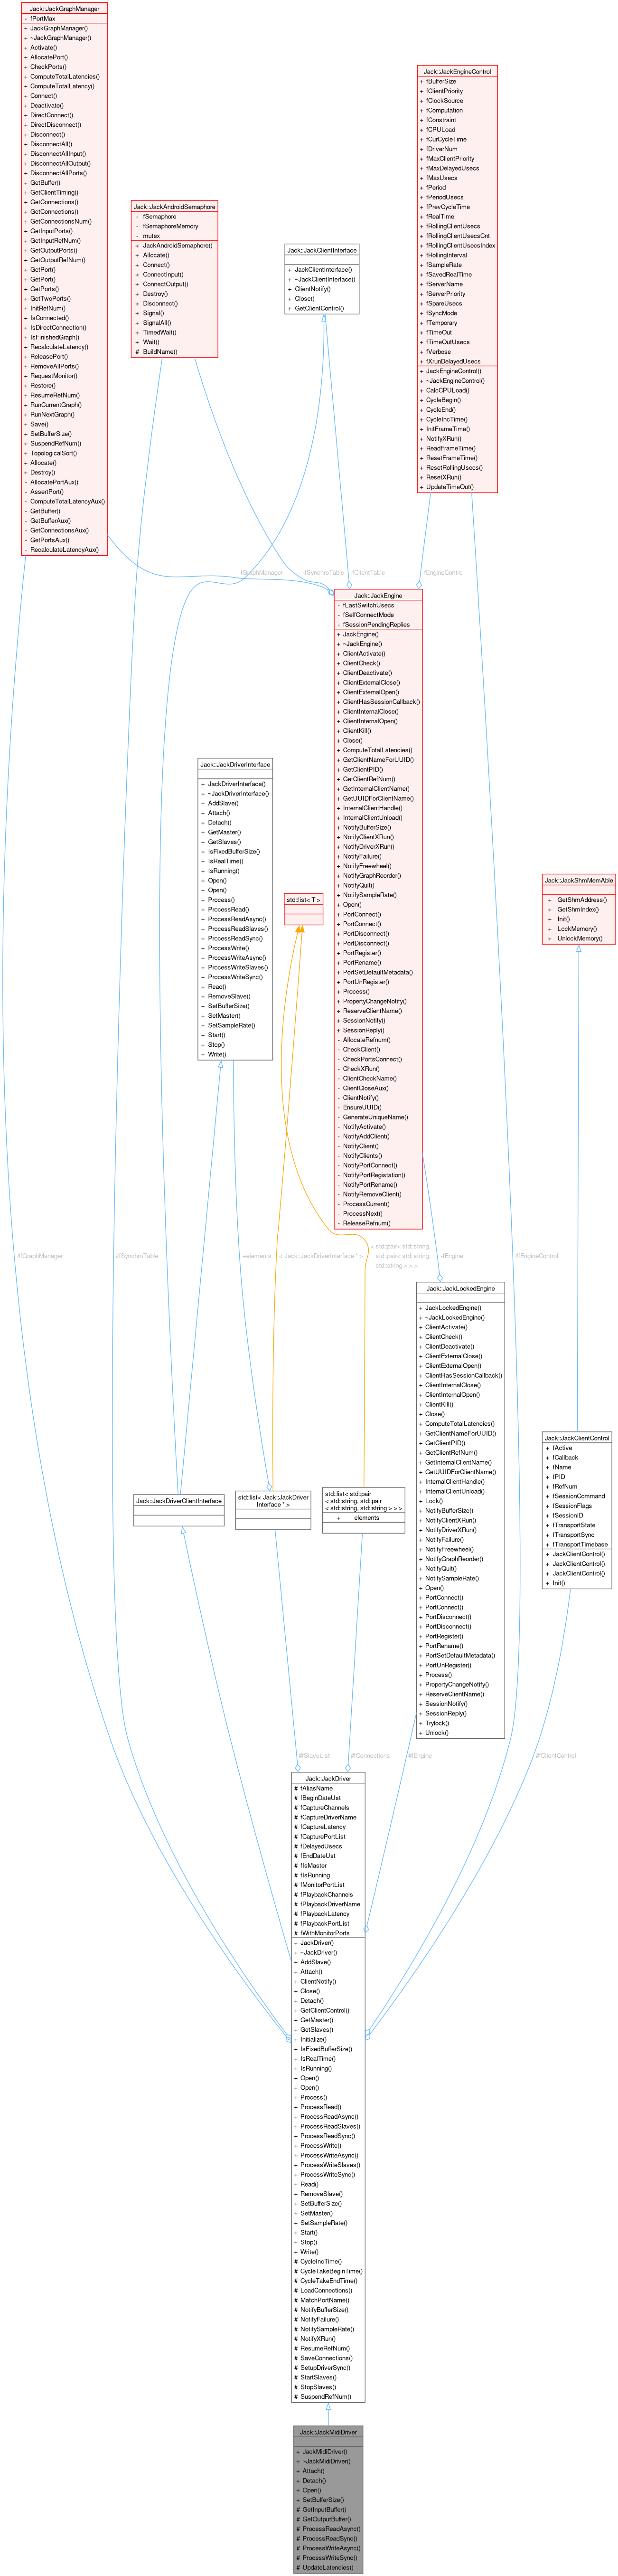 Jack::JackGraphManager
- fPortMax
+ JackGraphManager()
+ ~JackGraphManager()
+ Activate()
+ AllocatePort()
+ CheckPorts()
+ ComputeTotalLatencies()
+ ComputeTotalLatency()
+ Connect()
+ Deactivate()
+ DirectConnect()
+ DirectDisconnect()
+ Disconnect()
+ DisconnectAll()
+ DisconnectAllInput()
+ DisconnectAllOutput()
+ DisconnectAllPorts()
+ GetBuffer()
+ GetClientTiming()
+ GetConnections()
+ GetConnections()
+ GetConnectionsNum()
+ GetInputPorts()
+ GetInputRefNum()
+ GetOutputPorts()
+ GetOutputRefNum()
+ GetPort()
+ GetPort()
+ GetPorts()
+ GetTwoPorts()
+ InitRefNum()
+ IsConnected()
+ IsDirectConnection()
+ IsFinishedGraph()
+ RecalculateLatency()
+ ReleasePort()
+ RemoveAllPorts()
+ RequestMonitor()
+ Restore()
+ ResumeRefNum()
+ RunCurrentGraph()
+ RunNextGraph()
+ Save()
+ SetBufferSize()
+ SuspendRefNum()
+ TopologicalSort()
+ Allocate()
+ Destroy()
- AllocatePortAux()
- AssertPort()
- ComputeTotalLatencyAux()
- GetBuffer()
- GetBufferAux()
- GetConnectionsAux()
- GetPortsAux()
- RecalculateLatencyAux()
Jack::JackEngineControl
+ fBufferSize
+ fClientPriority
+ fClockSource
+ fComputation
+ fConstraint
+ fCPULoad
+ fCurCycleTime
+ fDriverNum
+ fMaxClientPriority
+ fMaxDelayedUsecs
+ fMaxUsecs
+ fPeriod
+ fPeriodUsecs
+ fPrevCycleTime
+ fRealTime
+ fRollingClientUsecs
+ fRollingClientUsecsCnt
+ fRollingClientUsecsIndex
+ fRollingInterval
+ fSampleRate
+ fSavedRealTime
+ fServerName
+ fServerPriority
+ fSpareUsecs
+ fSyncMode
+ fTemporary
+ fTimeOut
+ fTimeOutUsecs
+ fVerbose
+ fXrunDelayedUsecs
+ JackEngineControl()
+ ~JackEngineControl()
+ CalcCPULoad()
+ CycleBegin()
+ CycleEnd()
+ CycleIncTime()
+ InitFrameTime()
+ NotifyXRun()
+ ReadFrameTime()
+ ResetFrameTime()
+ ResetRollingUsecs()
+ ResetXRun()
+ UpdateTimeOut()
Jack::JackAndroidSemaphore
- fSemaphore
- fSemaphoreMemory
- mutex
+ JackAndroidSemaphore()
+ Allocate()
+ Connect()
+ ConnectInput()
+ ConnectOutput()
+ Destroy()
+ Disconnect()
+ Signal()
+ SignalAll()
+ TimedWait()
+ Wait()
# BuildName()
Jack::JackClientInterface
+ JackClientInterface()
+ ~JackClientInterface()
+ ClientNotify()
+ Close()
+ GetClientControl()
-fGraphManager
-fSynchroTable
-fClientTable
-fEngineControl
Jack::JackEngine
- fLastSwitchUsecs
- fSelfConnectMode
- fSessionPendingReplies
+ JackEngine()
+ ~JackEngine()
+ ClientActivate()
+ ClientCheck()
+ ClientDeactivate()
+ ClientExternalClose()
+ ClientExternalOpen()
+ ClientHasSessionCallback()
+ ClientInternalClose()
+ ClientInternalOpen()
+ ClientKill()
+ Close()
+ ComputeTotalLatencies()
+ GetClientNameForUUID()
+ GetClientPID()
+ GetClientRefNum()
+ GetInternalClientName()
+ GetUUIDForClientName()
+ InternalClientHandle()
+ InternalClientUnload()
+ NotifyBufferSize()
+ NotifyClientXRun()
+ NotifyDriverXRun()
+ NotifyFailure()
+ NotifyFreewheel()
+ NotifyGraphReorder()
+ NotifyQuit()
+ NotifySampleRate()
+ Open()
+ PortConnect()
+ PortConnect()
+ PortDisconnect()
+ PortDisconnect()
+ PortRegister()
+ PortRename()
+ PortSetDefaultMetadata()
+ PortUnRegister()
+ Process()
+ PropertyChangeNotify()
+ ReserveClientName()
+ SessionNotify()
+ SessionReply()
- AllocateRefnum()
- CheckClient()
- CheckPortsConnect()
- CheckXRun()
- ClientCheckName()
- ClientCloseAux()
- ClientNotify()
- EnsureUUID()
- GenerateUniqueName()
- NotifyActivate()
- NotifyAddClient()
- NotifyClient()
- NotifyClients()
- NotifyPortConnect()
- NotifyPortRegistation()
- NotifyPortRename()
- NotifyRemoveClient()
- ProcessCurrent()
- ProcessNext()
- ReleaseRefnum()
Jack::JackDriverInterface
+ JackDriverInterface()
+ ~JackDriverInterface()
+ AddSlave()
+ Attach()
+ Detach()
+ GetMaster()
+ GetSlaves()
+ IsFixedBufferSize()
+ IsRealTime()
+ IsRunning()
+ Open()
+ Open()
+ Process()
+ ProcessRead()
+ ProcessReadAsync()
+ ProcessReadSlaves()
+ ProcessReadSync()
+ ProcessWrite()
+ ProcessWriteAsync()
+ ProcessWriteSlaves()
+ ProcessWriteSync()
+ Read()
+ RemoveSlave()
+ SetBufferSize()
+ SetMaster()
+ SetSampleRate()
+ Start()
+ Stop()
+ Write()
std::list< T >
Jack::JackShmMemAble
+ GetShmAddress()
+ GetShmIndex()
+ Init()
+ LockMemory()
+ UnlockMemory()
#fGraphManager
#fSynchroTable
+elements
< Jack::JackDriverInterface * >
< std::pair< std::string,
std::pair< std::string,
std::string > > >
-fEngine
#fEngineControl
Jack::JackLockedEngine
+ JackLockedEngine()
+ ~JackLockedEngine()
+ ClientActivate()
+ ClientCheck()
+ ClientDeactivate()
+ ClientExternalClose()
+ ClientExternalOpen()
+ ClientHasSessionCallback()
+ ClientInternalClose()
+ ClientInternalOpen()
+ ClientKill()
+ Close()
+ ComputeTotalLatencies()
+ GetClientNameForUUID()
+ GetClientPID()
+ GetClientRefNum()
+ GetInternalClientName()
+ GetUUIDForClientName()
+ InternalClientHandle()
+ InternalClientUnload()
+ Lock()
+ NotifyBufferSize()
+ NotifyClientXRun()
+ NotifyDriverXRun()
+ NotifyFailure()
+ NotifyFreewheel()
+ NotifyGraphReorder()
+ NotifyQuit()
+ NotifySampleRate()
+ Open()
+ PortConnect()
+ PortConnect()
+ PortDisconnect()
+ PortDisconnect()
+ PortRegister()
+ PortRename()
+ PortSetDefaultMetadata()
+ PortUnRegister()
+ Process()
+ PropertyChangeNotify()
+ ReserveClientName()
+ SessionNotify()
+ SessionReply()
+ Trylock()
+ Unlock()
Jack::JackClientControl
+ fActive
+ fCallback
+ fName
+ fPID
+ fRefNum
+ fSessionCommand
+ fSessionFlags
+ fSessionID
+ fTransportState
+ fTransportSync
+ fTransportTimebase
+ JackClientControl()
+ JackClientControl()
+ JackClientControl()
+ Init()
Jack::JackDriverClientInterface
std::list< Jack::JackDriver
Interface * >
std::list< std::pair
< std::string, std::pair
< std::string, std::string > > >
+ elements
#fSlaveList
#fConnections
#fEngine
#fClientControl
Jack::JackDriver
# fAliasName
# fBeginDateUst
# fCaptureChannels
# fCaptureDriverName
# fCaptureLatency
# fCapturePortList
# fDelayedUsecs
# fEndDateUst
# fIsMaster
# fIsRunning
# fMonitorPortList
# fPlaybackChannels
# fPlaybackDriverName
# fPlaybackLatency
# fPlaybackPortList
# fWithMonitorPorts
+ JackDriver()
+ ~JackDriver()
+ AddSlave()
+ Attach()
+ ClientNotify()
+ Close()
+ Detach()
+ GetClientControl()
+ GetMaster()
+ GetSlaves()
+ Initialize()
+ IsFixedBufferSize()
+ IsRealTime()
+ IsRunning()
+ Open()
+ Open()
+ Process()
+ ProcessRead()
+ ProcessReadAsync()
+ ProcessReadSlaves()
+ ProcessReadSync()
+ ProcessWrite()
+ ProcessWriteAsync()
+ ProcessWriteSlaves()
+ ProcessWriteSync()
+ Read()
+ RemoveSlave()
+ SetBufferSize()
+ SetMaster()
+ SetSampleRate()
+ Start()
+ Stop()
+ Write()
# CycleIncTime()
# CycleTakeBeginTime()
# CycleTakeEndTime()
# LoadConnections()
# MatchPortName()
# NotifyBufferSize()
# NotifyFailure()
# NotifySampleRate()
# NotifyXRun()
# ResumeRefNum()
# SaveConnections()
# SetupDriverSync()
# StartSlaves()
# StopSlaves()
# SuspendRefNum()
Jack::JackMidiDriver
+ JackMidiDriver()
+ ~JackMidiDriver()
+ Attach()
+ Detach()
+ Open()
+ SetBufferSize()
# GetInputBuffer()
# GetOutputBuffer()
# ProcessReadAsync()
# ProcessReadSync()
# ProcessWriteAsync()
# ProcessWriteSync()
# UpdateLatencies()